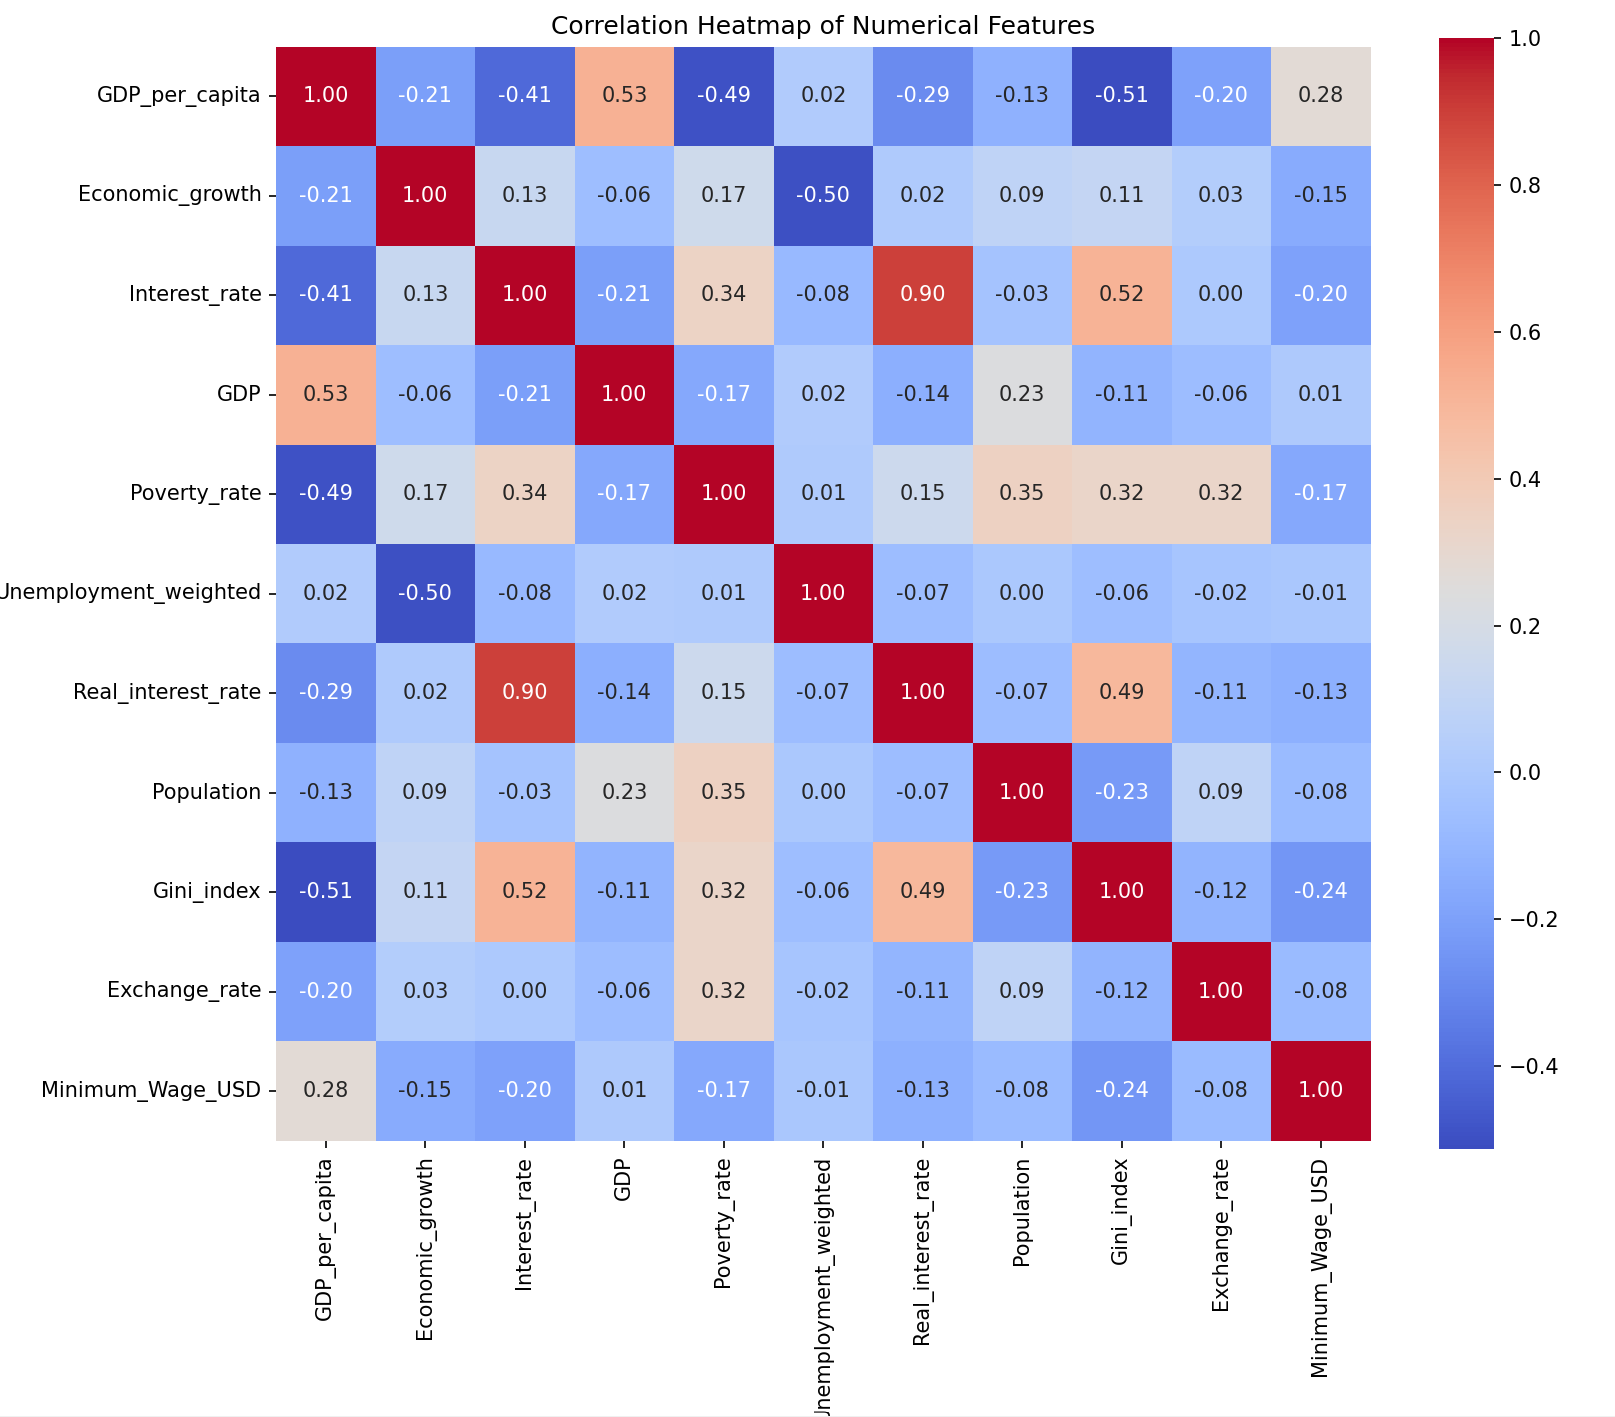 Correlation Heatmap of Numerical Features
GDP_per_capita 1.00 -0.21 -0.41 0.53 -0.49 0.02 -0.29 -0.13 -0.51 -0.20 0.28
Economic_growth -0.21 1.00 0.13 -0.06 0.17 -0.50 0.02 0.09 0.11 0.03 -0.15
Interest_rate -0.41 0.13 1.00 -0.21 0.34 -0.08 0.90 -0.03 0.52 0.00 -0.20
GDP 0.53 -0.06 -0.21 1.00 -0.17 0.02 -0.14 0.23 -0.11 -0.06 0.01
Poverty_rate -0.49 0.17 0.34 -0.17 1.00 0.01 0.15 0.35 0.32 0.32 -0.17
Unemployment_weighted 0.02 -0.50 -0.08 0.02 0.01 1.00 -0.07 0.00 -0.06 -0.02 -0.01
Real_interest_rate -0.29 0.02 0.90 -0.14 0.15 -0.07 1.00 -0.07 0.49 -0.11 -0.13
Population -0.13 0.09 -0.03 0.23 0.35 0.00 -0.07 1.00 -0.23 0.09 -0.08
Gini_index -0.51 0.11 0.52 -0.11 0.32 -0.06 0.49 -0.23 1.00 -0.12 -0.24
Exchange_rate -0.20 0.03 0.00 -0.06 0.32 -0.02 -0.11 0.09 -0.12 1.00 -0.08
Minimum_Wage_USD 0.28 -0.15 -0.20 0.01 -0.17 -0.01 -0.13 -0.08 -0.24 -0.08 1.00
GDP_per_capita
Economic_growth
Interest_rate
GDP
Poverty_rate
Unemployment_weighted
Real_interest_rate
Population
Gini_index
Exchange_rate
Minimum_Wage_USD
1.0
0.8
0.6
0.4
0.2
0.0
−0.2
−0.4